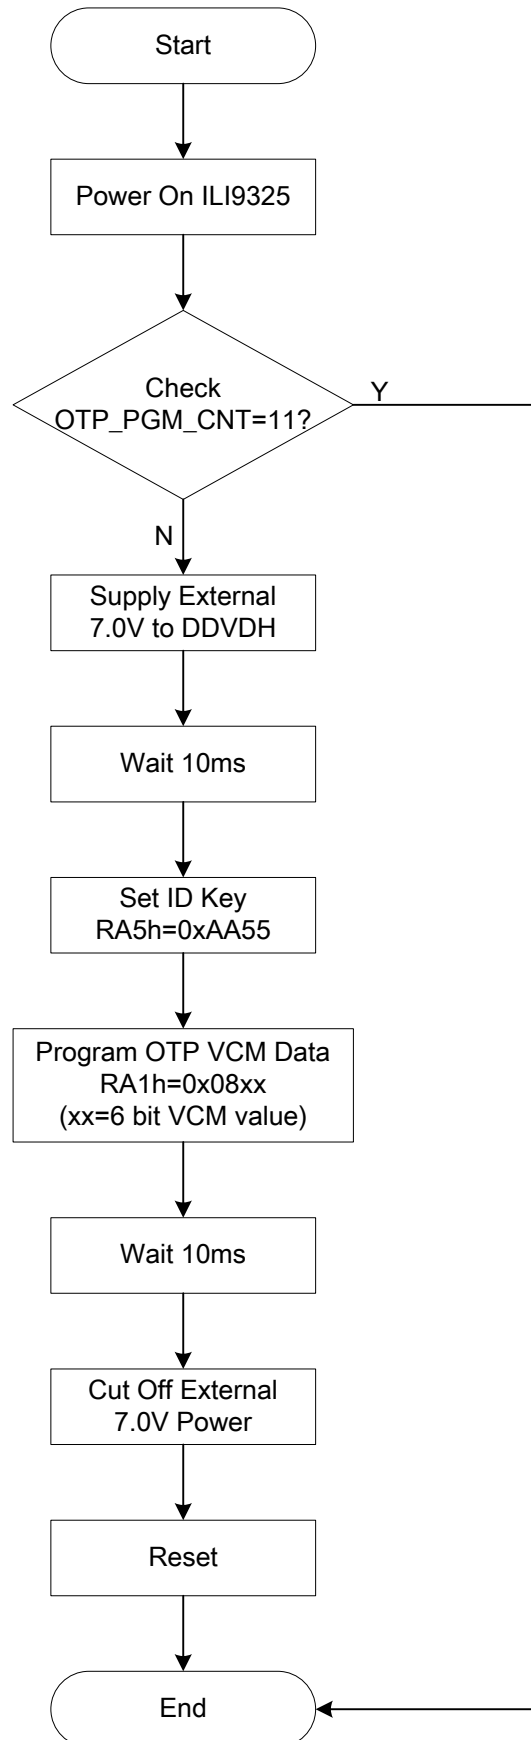 Start
Power On ILI9325
Check
OTP_PGM_CNT=11?
Y
N
Supply External
7.0V to DDVDH
Wait 10ms
Set ID Key
RA5h=0xAA55
Program OTP VCM Data
RA1h=0x08xx
(xx=6 bit VCM value)
Wait 10ms
Cut Off External
7.0V Power
Reset
End